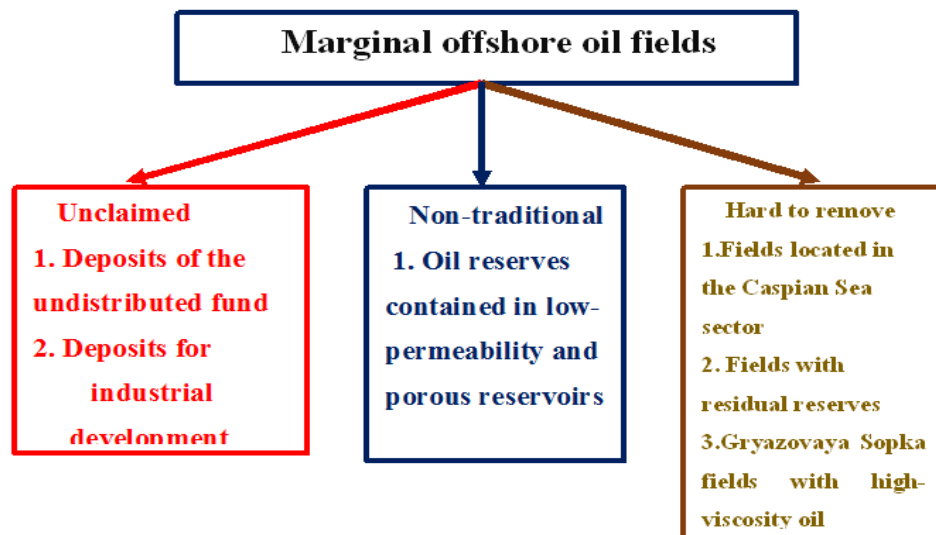 Marginal offshore oil fields
Unclaimed
1. Deposits of the
undistributed fund
2. Deposits for
industrial
development
Non-traditional
1. Oil reserves
contained in low-
permeability and
porous reservoirs
Hard to remove
1.Fields located in
the Caspian Sea
sector
2. Fields with
residual reserves
3.Gryazovaya Sopka
fields with high-
viscosity oil